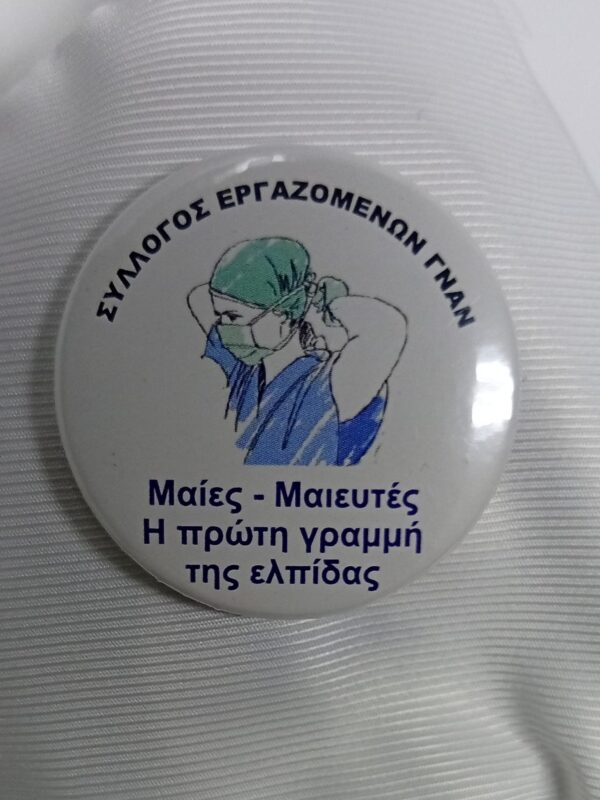 ΣΥΛΛΟΓΟΣ ΕΡΓΑΖΟΜΕΝΩΝ ΓΝΑΝ
Μαίες - Μαιευτές
Η πρώτη γραμμή
της ελπίδας